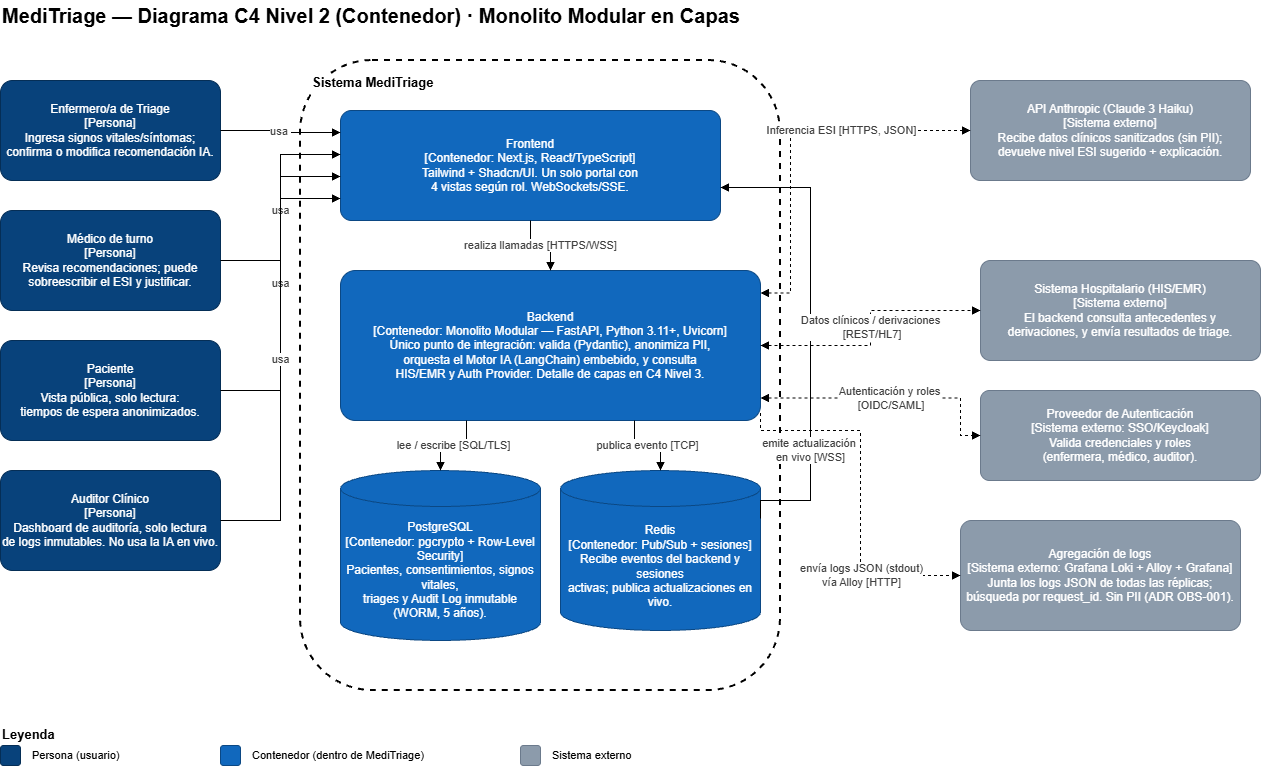 MediTriage — Diagrama C4 Nivel 2 (Contenedor) · Monolito Modular en Capas
Sistema MediTriage
Enfermero/a de Triage
[Persona]
Ingresa signos vitales/síntomas;
confirma o modifica recomendación IA.
usa
Médico de turno
[Persona]
Revisa recomendaciones; puede
sobreescribir el ESI y justificar.
usa
usa
Paciente
[Persona]
Vista pública, solo lectura:
tiempos de espera anonimizados.
usa
Auditor Clínico
[Persona]
Dashboard de auditoría, solo lectura
de logs inmutables. No usa la IA en vivo.
Frontend
[Contenedor: Next.js, React/TypeScript]
Tailwind + Shadcn/UI. Un solo portal con
4 vistas según rol. WebSockets/SSE.
realiza llamadas [HTTPS/WSS]
Backend
[Contenedor: Monolito Modular — FastAPI, Python 3.11+, Uvicorn]
Único punto de integración: valida (Pydantic), anonimiza PII,
orquesta el Motor IA (LangChain) embebido, y consulta
HIS/EMR y Auth Provider. Detalle de capas en C4 Nivel 3.
lee / escribe [SQL/TLS]
publica evento [TCP]
PostgreSQL
[Contenedor: pgcrypto + Row-Level
Security]
Pacientes, consentimientos, signos
vitales,
triages y Audit Log inmutable
(WORM, 5 años).
Redis
[Contenedor: Pub/Sub + sesiones]
Recibe eventos del backend y
sesiones
activas; publica actualizaciones en
vivo.
Inferencia ESI [HTTPS, JSON]
Datos clínicos / derivaciones
[REST/HL7]
Autenticación y roles
[OIDC/SAML]
emite actualización
en vivo [WSS]
envía logs JSON (stdout)
vía Alloy [HTTP]
API Anthropic (Claude 3 Haiku)
[Sistema externo]
Recibe datos clínicos sanitizados (sin PII);
devuelve nivel ESI sugerido + explicación.
Sistema Hospitalario (HIS/EMR)
[Sistema externo]
El backend consulta antecedentes y
derivaciones, y envía resultados de triage.
Proveedor de Autenticación
[Sistema externo: SSO/Keycloak]
Valida credenciales y roles
(enfermera, médico, auditor).
Agregación de logs
[Sistema externo: Grafana Loki + Alloy + Grafana]
Junta los logs JSON de todas las réplicas;
búsqueda por request_id. Sin PII (ADR OBS-001).
Leyenda
Persona (usuario)
Contenedor (dentro de MediTriage)
Sistema externo